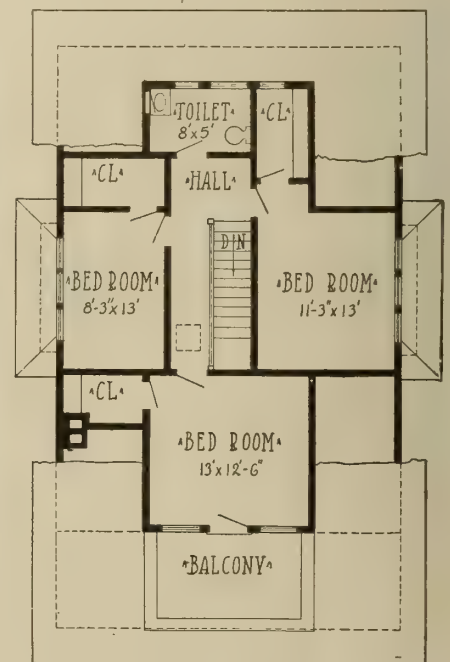 TOILET
8'x5'
CL
CL
HALL
DN
BED ROOM
8'-3"x13'
BED ROOM
11'-3"x13'
CL
BED ROOM
13'x12'-6"
BALCONY